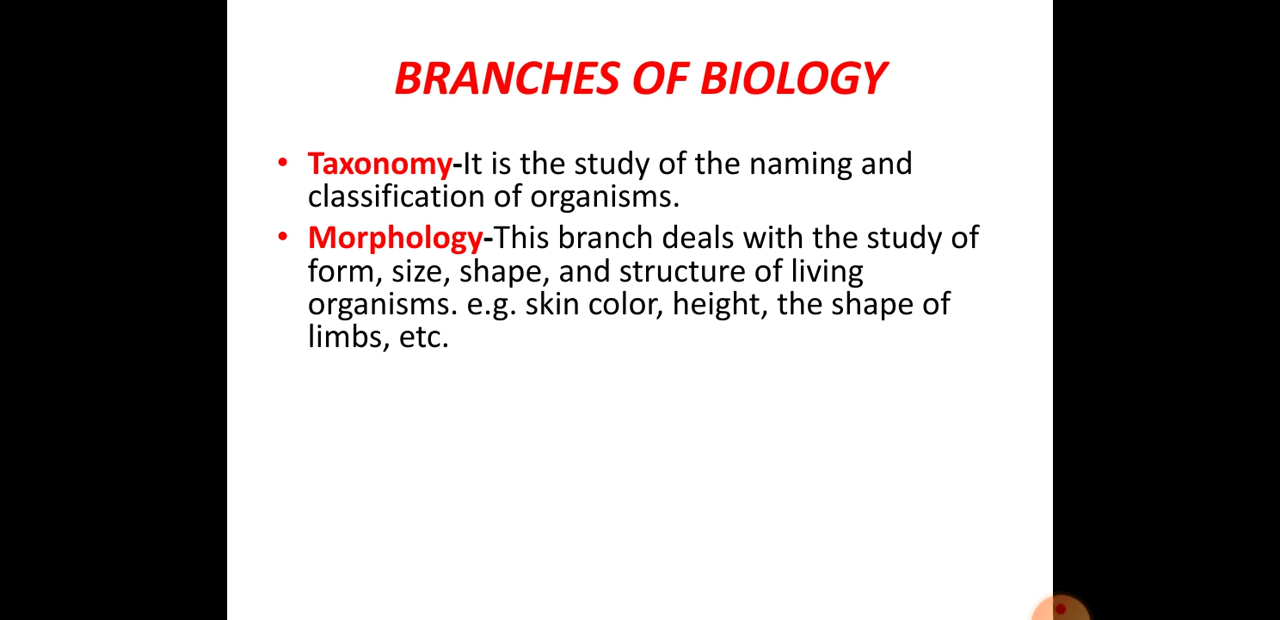 BRANCHES OF BIOLOGY
• Taxonomy-It is the study of the naming and
classification of organisms.
• Morphology-This branch deals with the study of
form, size, shape, and structure of living
organisms. e.g. skin color, height, the shape of
limbs, etc.